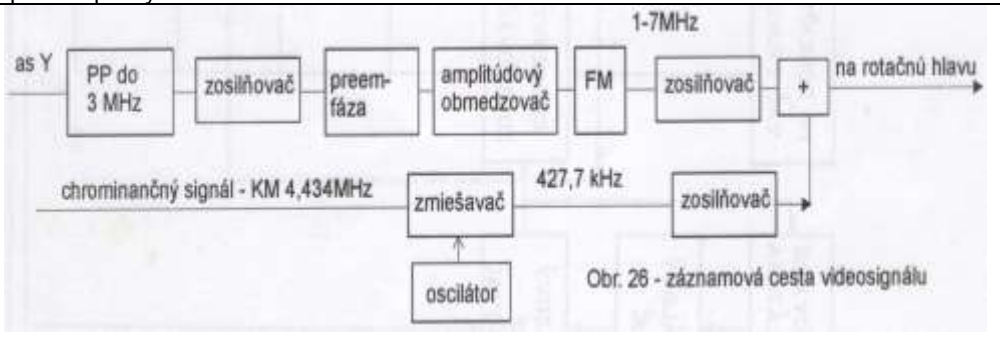 1-7MHz
as Y
PP do
3 MHz
zosilňovač
preem-
fáza
amplitúdový
obmedzovač
FM
zosilňovač
+
na rotačnú hlavu
chrominančný signál - KM 4,434MHz
zmiešavač
427,7 kHz
zosilňovač
oscilátor
Obr. 26 - záznamová cesta videosignálu